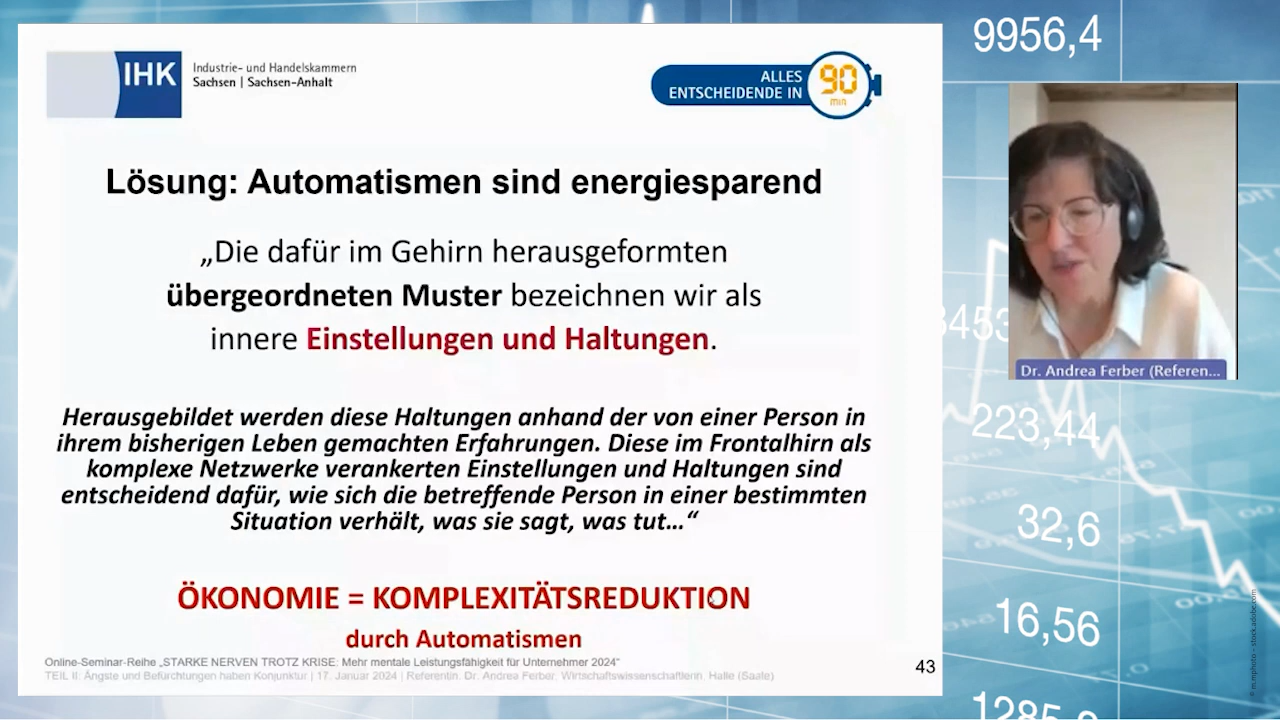 IHK
Industrie- und Handelskammern
Sachsen | Sachsen-Anhalt
ALLES
ENTSCHEIDENDE IN
90
min
Lösung: Automatismen sind energiesparend
„Die dafür im Gehirn herausgeformten
übergeordneten Muster bezeichnen wir als
innere Einstellungen und Haltungen.
Herausgebildet werden diese Haltungen anhand der von einer Person in
ihrem bisherigen Leben gemachten Erfahrungen. Diese im Frontalhirn als
komplexe Netzwerke verankerten Einstellungen und Haltungen sind
entscheidend dafür, wie sich die betreffende Person in einer bestimmten
Situation verhält, was sie sagt, was tut…“
ÖKONOMIE = KOMPLEXITÄTSREDUKTION
durch Automatismen
Online-Seminar-Reihe „STARKE NERVEN TROTZ KRISE: Mehr mentale Leistungsfähigkeit für Unternehmer 2024“
TEIL II: Ängste und Befürchtungen haben Konjunktur | 17. Januar 2024 | Referentin: Dr. Andrea Ferber, Wirtschaftswissenschaftlerin, Halle (Saale)
43
9956,4
Dr. Andrea Ferber (Referen...
223,44
32,6
16,56
© m.mphoto - stock.adobe.com